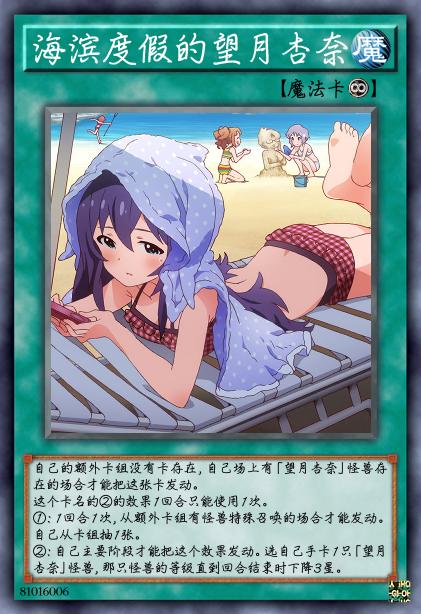 海滨度假的望月杏奈 魔
【魔法卡】
自己的额外卡组没有卡存在，自己场上有「望月杏奈」怪兽存
在的场合才能把这张卡发动。
这个卡名的②的效果1回合只能使用1次。
①：1回合1次，从额外卡组有怪兽特殊召唤的场合才能发动。
自己从卡组抽1张。
②：自己主要阶段才能把这个效果发动。选自己手卡1只「望月
杏奈」怪兽，那只怪兽的等级直到回合结束时下降3星。
81016006